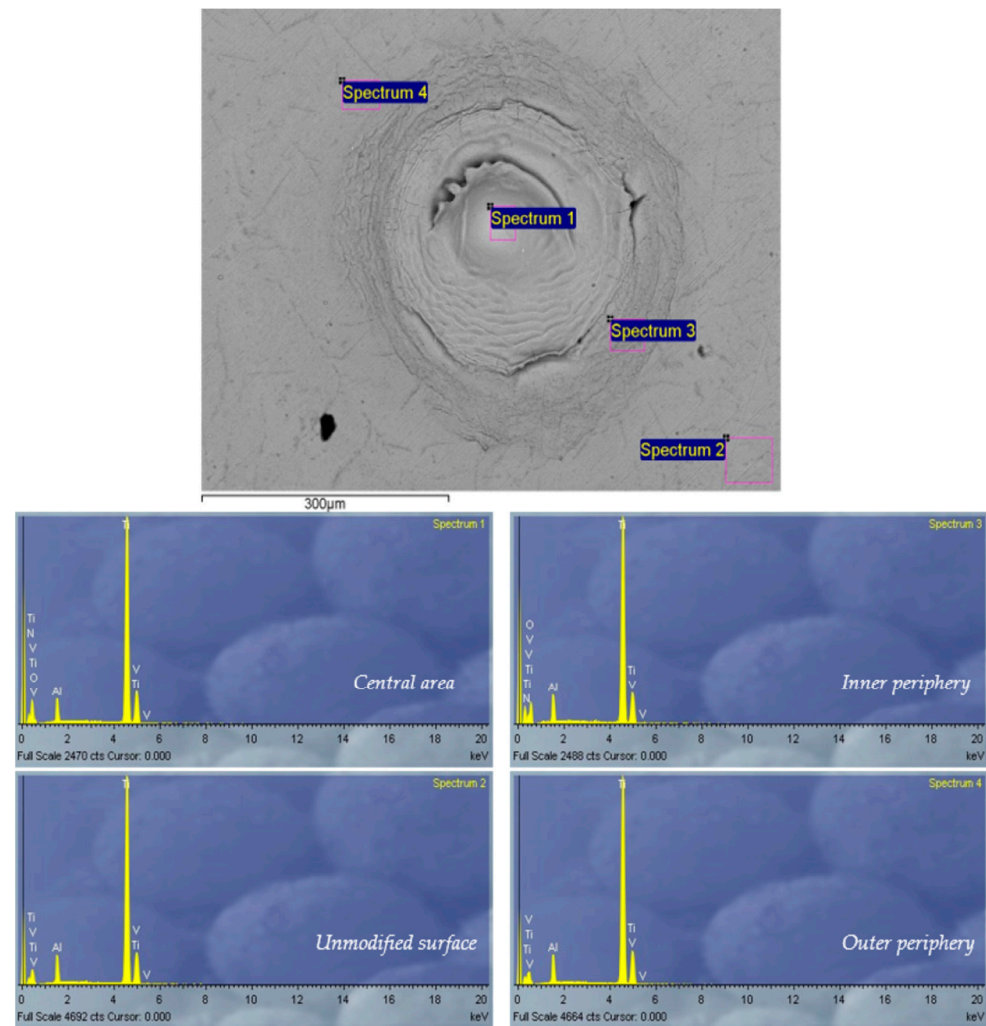 Spectrum 4
Spectrum 1
Spectrum 3
Spectrum 2
300µm
Ti
Spectrum 1
Ti
N
V
Ti
O
V
Al
V
Ti
V
Central area
0 2 4 6 8 10 12 14 16 18 20
Full Scale 2470 cts Cursor: 0.000 keV
Ti
Spectrum 3
O
V
V
Ti
Ti
N
Al
Ti
V
V
Inner periphery
0 2 4 6 8 10 12 14 16 18 20
Full Scale 2488 cts Cursor: 0.000 keV
Ti
Spectrum 2
Ti
V
Ti
V
Al
V
Ti
V
Unmodified surface
0 2 4 6 8 10 12 14 16 18 20
Full Scale 4692 cts Cursor: 0.000 keV
Ti
Spectrum 4
V
Ti
Ti
V
Al
Ti
V
V
Outer periphery
0 2 4 6 8 10 12 14 16 18 20
Full Scale 4664 cts Cursor: 0.000 keV